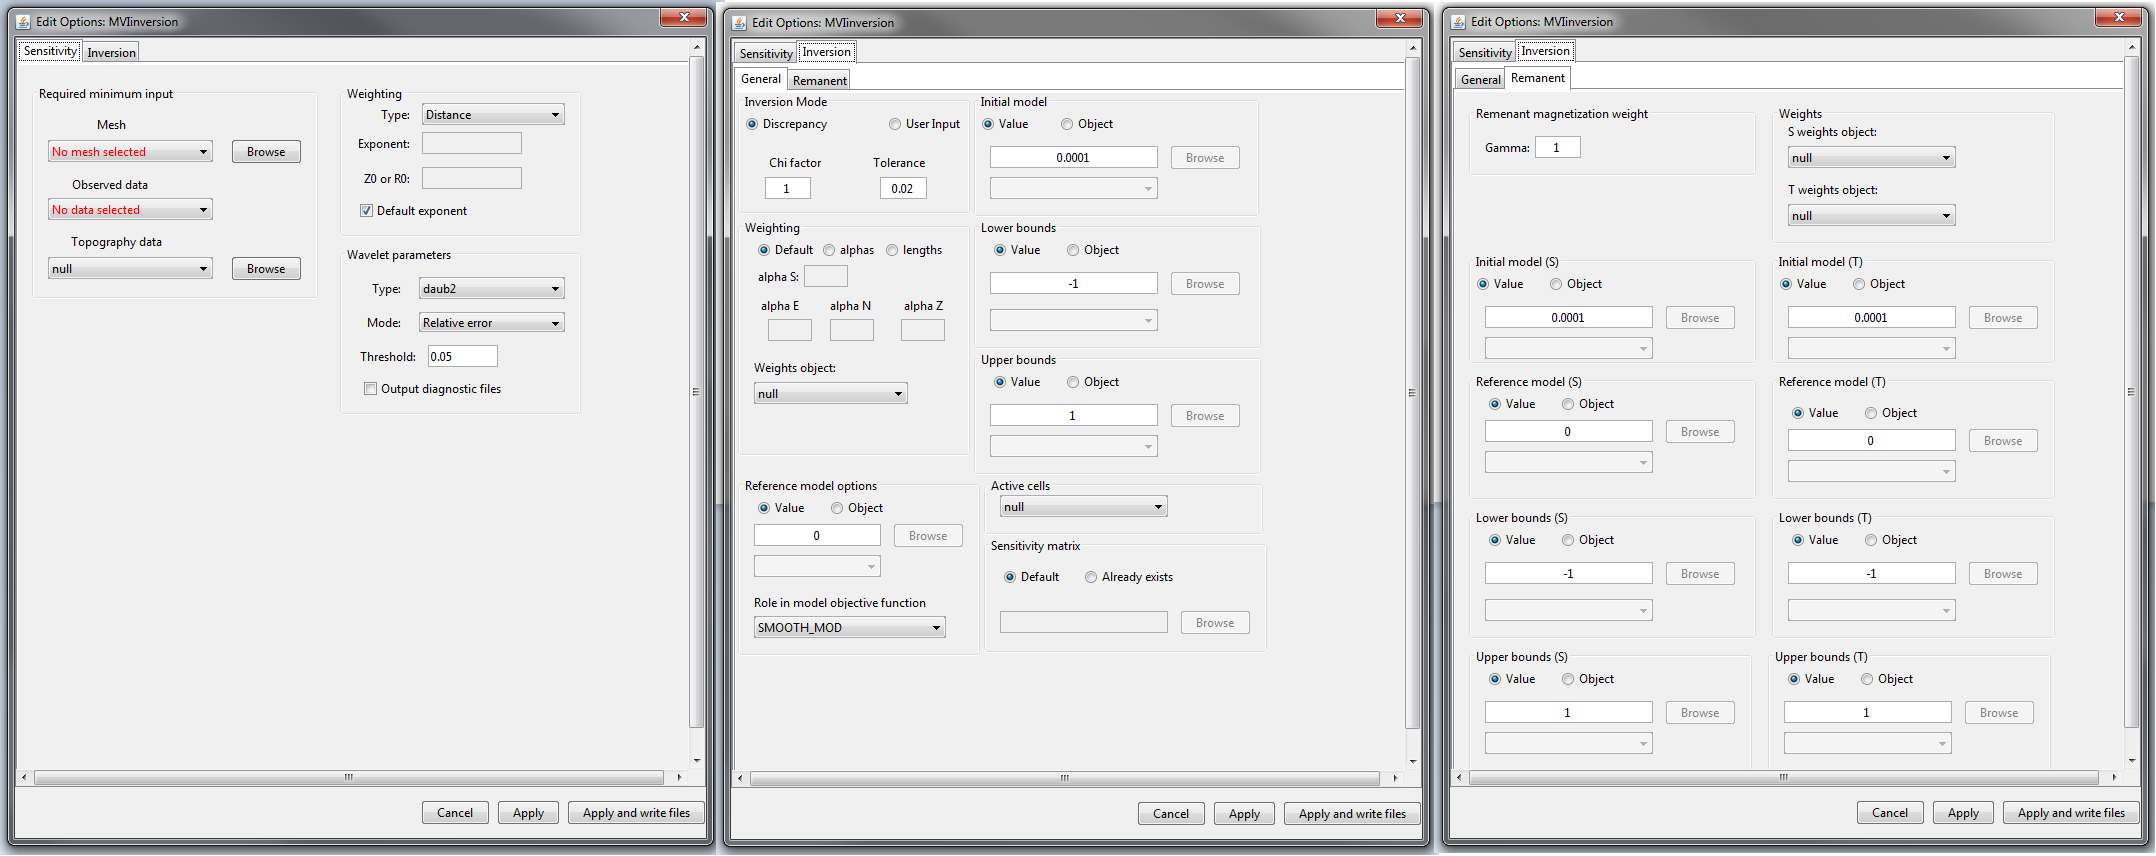 Edit Options: MVIinversion
Sensitivity Inversion
Required minimum input
Mesh
No mesh selected Browse
Observed data
No data selected
Topography data
null Browse
Weighting
Type: Distance
Exponent:
Z0 or R0:
Default exponent
Wavelet parameters
Type: daub2
Mode: Relative error
Threshold: 0.05
Output diagnostic files
Cancel Apply Apply and write files
Edit Options: MVIinversion
Sensitivity Inversion
General Remanent
Inversion Mode
Discrepancy User Input
Chi factor Tolerance
1 0.02
Weighting
Default alphas lengths
alpha S:
alpha E alpha N alpha Z
Weights object:
null
Reference model options
Value Object
0 Browse
Role in model objective function
SMOOTH_MOD
Initial model
Value Object
0.0001 Browse
Lower bounds
Value Object
-1 Browse
Upper bounds
Value Object
1 Browse
Active cells
null
Sensitivity matrix
Default Already exists
Browse
Cancel Apply Apply and write files
Edit Options: MVIinversion
Sensitivity Inversion
General Remanent
Remenant magnetization weight
Gamma: 1
Weights
S weights object:
null
T weights object:
null
Initial model (S)
Value Object
0.0001 Browse
Initial model (T)
Value Object
0.0001 Browse
Reference model (S)
Value Object
0 Browse
Reference model (T)
Value Object
0 Browse
Lower bounds (S)
Value Object
-1 Browse
Lower bounds (T)
Value Object
-1 Browse
Upper bounds (S)
Value Object
1 Browse
Upper bounds (T)
Value Object
1 Browse
Cancel Apply Apply and write files